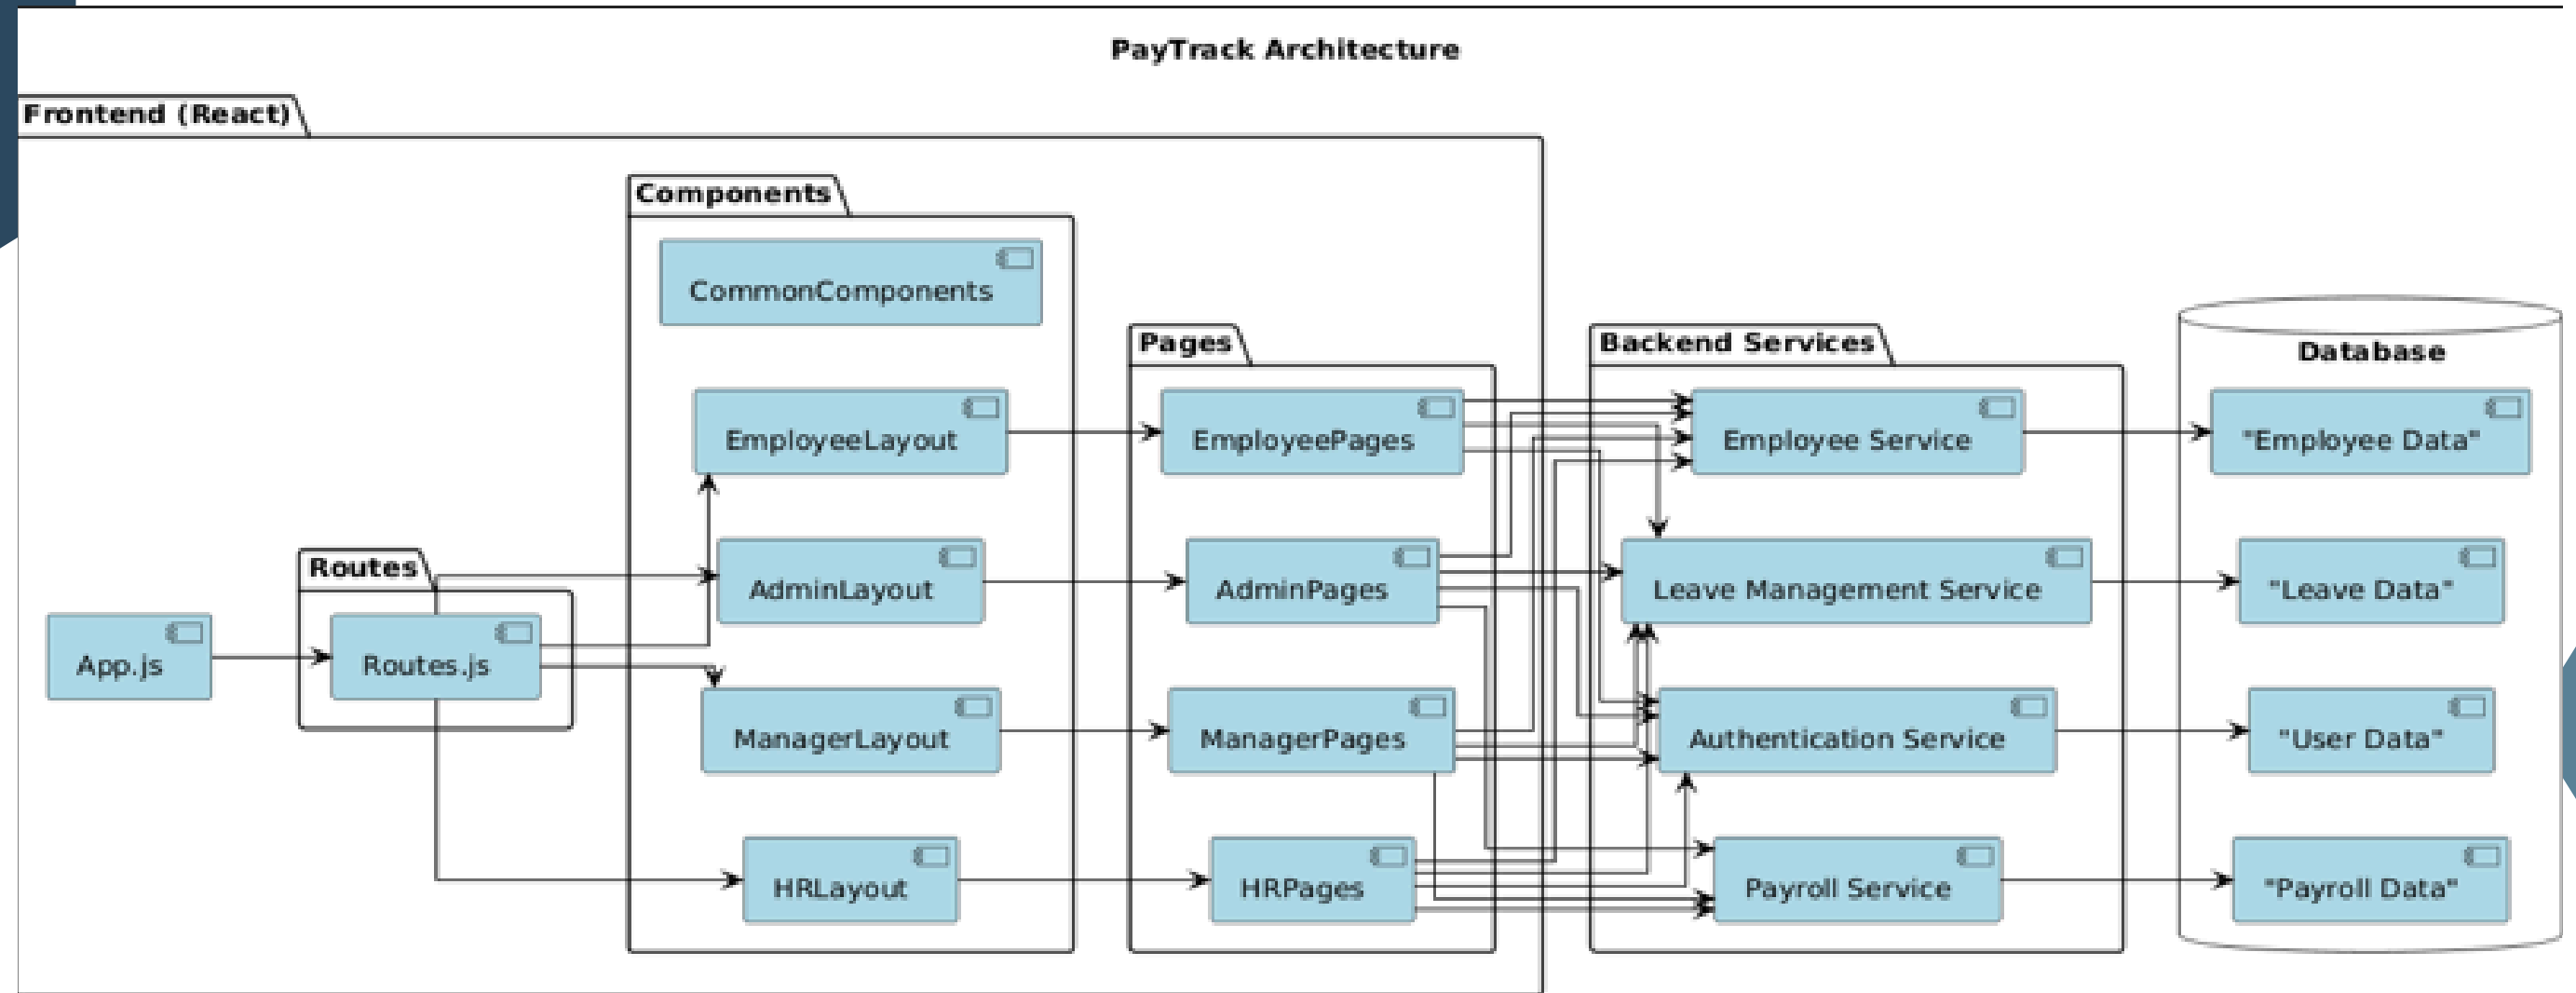 PayTrack Architecture
Frontend (React)
Components
CommonComponents
Pages
Backend Services
Database
EmployeeLayout
EmployeePages
Employee Service
"Employee Data"
Routes
AdminLayout
AdminPages
Leave Management Service
"Leave Data"
App.js
Routes.js
ManagerLayout
ManagerPages
Authentication Service
"User Data"
HRLayout
HRPages
Payroll Service
"Payroll Data"